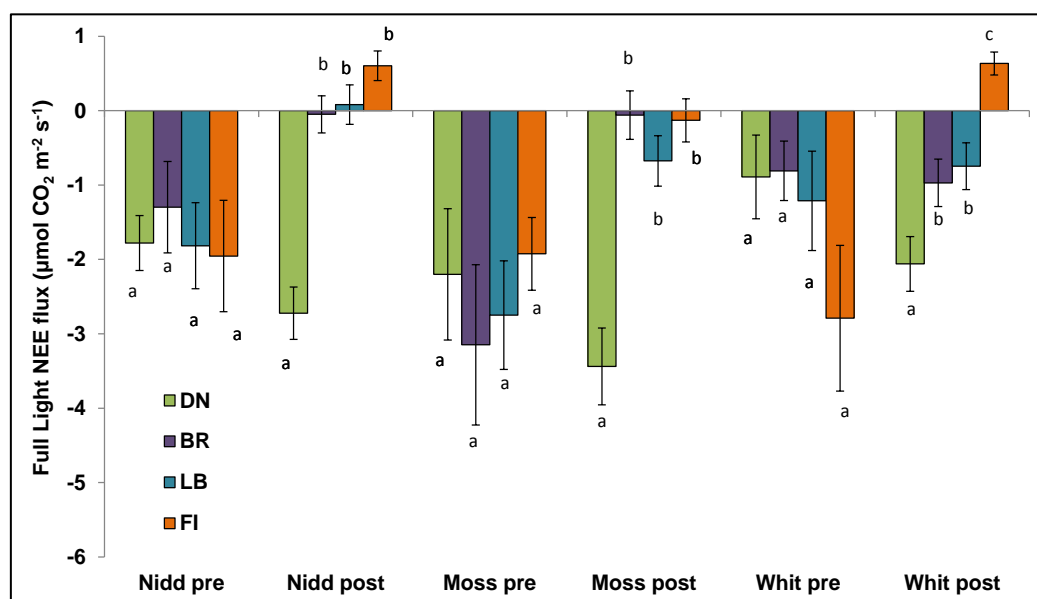 Full Light NEE flux (µmol CO₂ m⁻² s⁻¹)
1
0
-1
-2
-3
-4
-5
-6
a
a
a
a
a
b
b
b
a
a
a
a
a
b
b
b
a
a
a
a
a
b
b
c
DN
BR
LB
FI
Nidd pre
Nidd post
Moss pre
Moss post
Whit pre
Whit post